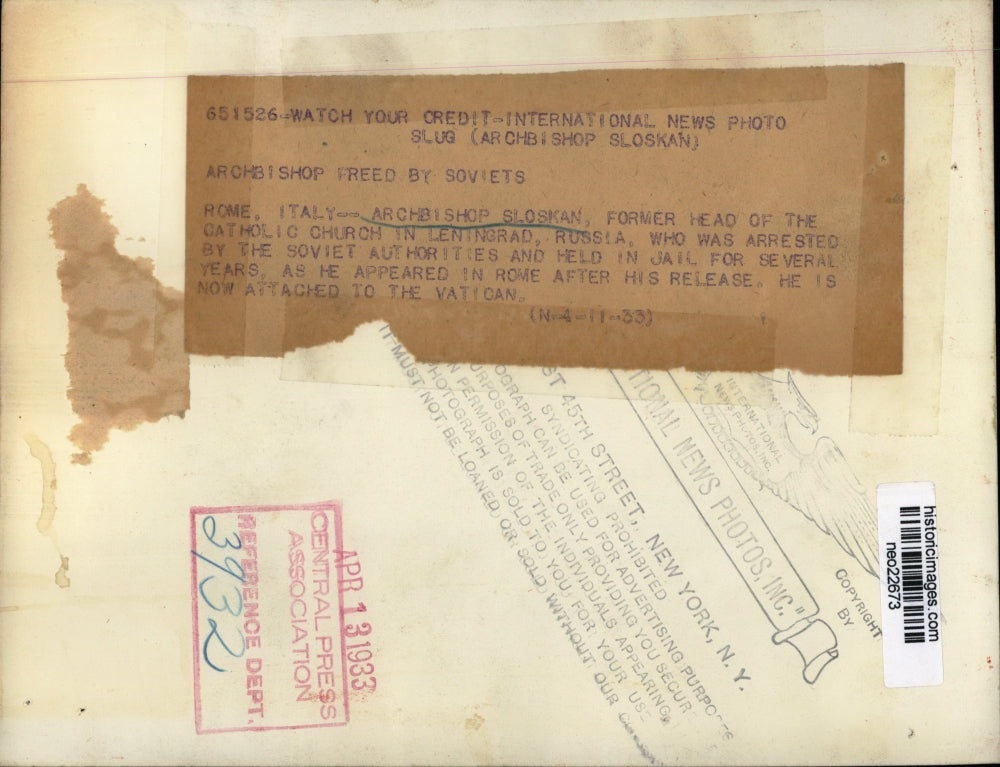 651526-WATCH YOUR CREDIT-INTERNATIONAL NEWS PHOTO
SLUG (ARCHBISHOP SLOSKAN)
ARCHBISHOP FREED BY SOVIETS
ROME, ITALY-- ARCHBISHOP SLOSKAN, FORMER HEAD OF THE
CATHOLIC CHURCH IN LENINGRAD, RUSSIA, WHO WAS ARRESTED
BY THE SOVIET AUTHORITIES AND HELD IN JAIL FOR SEVERAL
YEARS, AS HE APPEARED IN ROME AFTER HIS RELEASE. HE IS
NOW ATTACHED TO THE VATICAN.
(N-4-11-33)
INTERNATIONAL
NEWS PHOTOS, INC.
COPYRIGHT
BY
TIONAL NEWS PHOTOS, INC."
ST 45TH STREET, NEW YORK, N. Y.
SYNDICATING PROHIBITED
OGRAPH CAN BE USED FOR ADVERTISING PURPOSES
URPOSES OF TRADE ONLY PROVIDING YOU SECUR
N PERMISSION OF THE INDIVIDUALS APPEARING
PHOTOGRAPH IS SOLD TO YOU FOR YOUR USE
IT MUST NOT BE LOANED OR SOLD WITHOUT OUR
APR 13 1933
CENTRAL PRESS
ASSOCIATION
REFERENCE DEPT.
3932
historicimages.com
neo22673